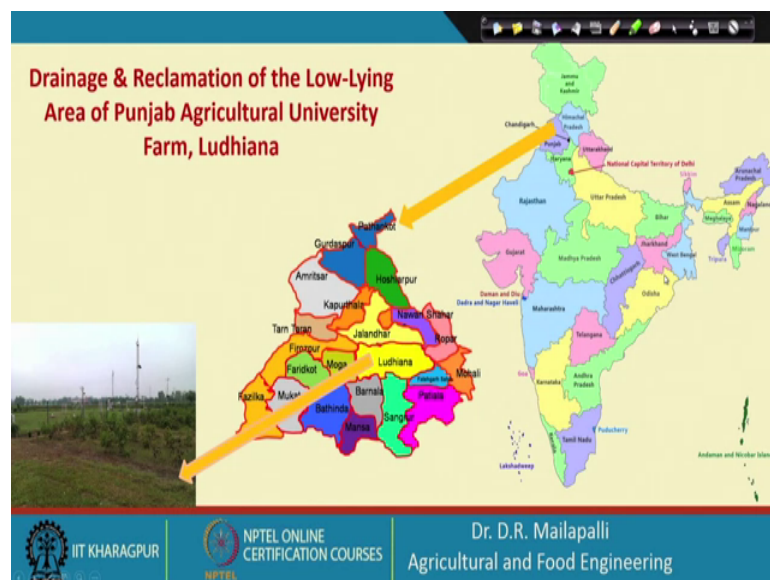 Drainage & Reclamation of the Low-Lying
Area of Punjab Agricultural University
Farm, Ludhiana
Jammu
and
Kashmir
Himachal
Pradesh
Chandigarh
Punjab
Uttarakhand
Haryana
National Capital Territory of Delhi
Arunachal
Pradesh
Sikkim
Rajasthan
Uttar Pradesh
Assam
Nagaland
Bihar
Meghalaya
Manipur
Jharkhand
Tripura
Mizoram
Gujarat
Madhya Pradesh
West Bengal
Chhattisgarh
Daman and Diu
Dadra and Nagar Haveli
Odisha
Maharashtra
Telangana
Goa
Karnataka
Andhra
Pradesh
Puducherry
Tamil Nadu
Kerala
Lakshadweep
Andaman and Nicobar Islan
Pathankot
Gurdaspur
Amritsar
Hoshiarpur
Kapurthala
Nawan Shahar
Tarn Taran
Jalandhar
Ropar
Firozpur
Ludhiana
Moga
Faridkot
Mohali
Fatehgarh Sahib
Fazilka
Mukat
Barnala
Patiala
Bathinda
Sangrur
Mansa
IIT KHARAGPUR
NPTEL ONLINE
CERTIFICATION COURSES
NPTEL
Dr. D.R. Mailapalli
Agricultural and Food Engineering